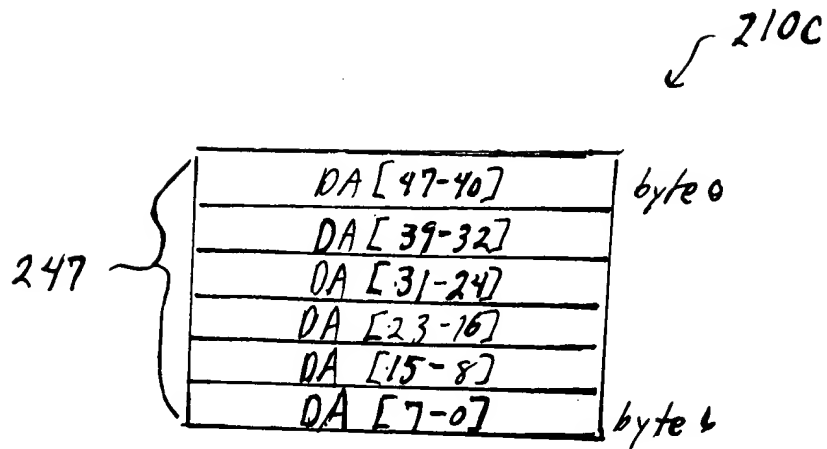 210C
DA [47-40] byte 0
DA [39-32]
247
DA [31-24]
DA [23-16]
DA [15-8]
DA [7-0] byte